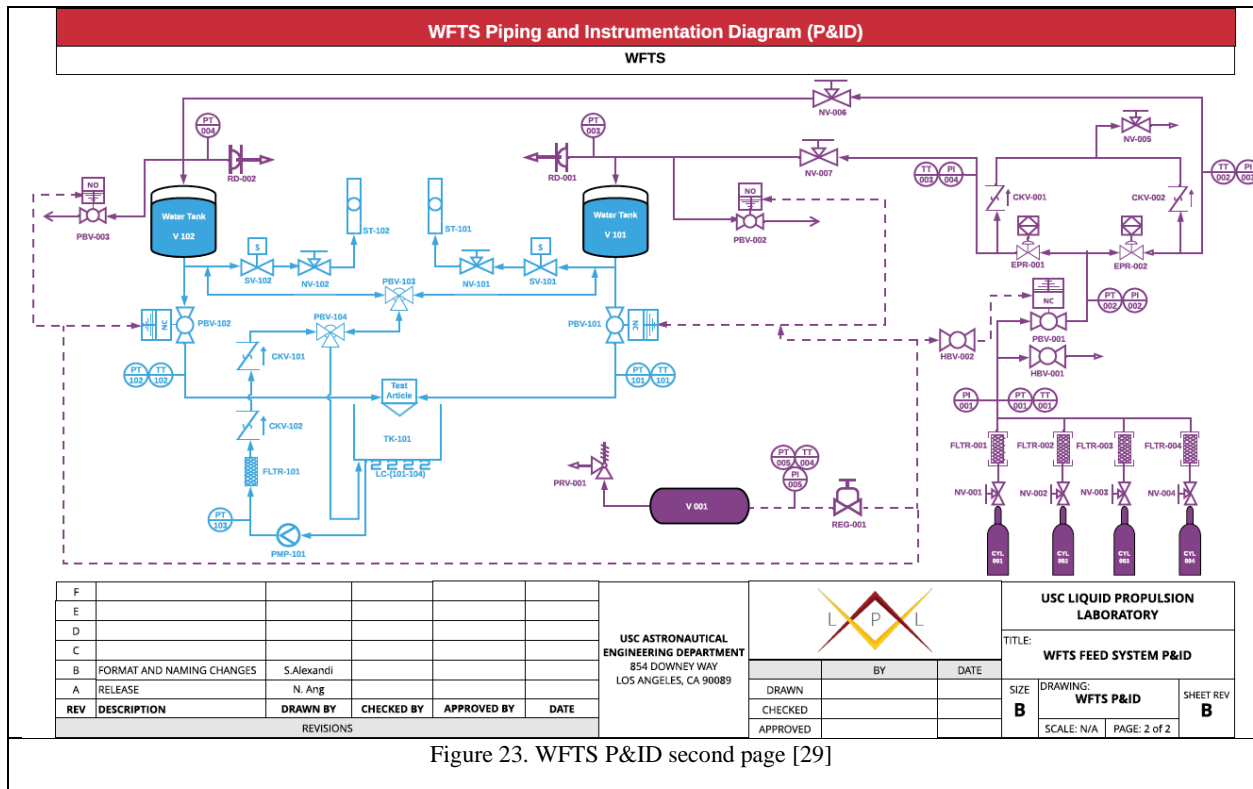 WFTS Piping and Instrumentation Diagram (P&ID)
WFTS
NV-006
PT
004
PT
003
NV-005
RD-002
RD-001
NV-007
TT
003
PI
004
TT
002
PI
NO
PBV-003
Water Tank
V 102
ST-102
ST-101
Water Tank
V 101
NO
PBV-002
CKV-001
CKV-002
EPR-001
EPR-002
S
SV-102
NV-102
NV-101
S
SV-101
PBV-103
PT
002
PI
002
NC
PBV-001
NC
PBV-102
PBV-104
PBV-101
NC
HBV-002
HBV-001
CKV-101
PT
102
TT
102
Test
Article
PT
101
TT
101
PI
001
PT
001
TT
001
CKV-102
TK-101
LC-(101-104)
FLTR-101
FLTR-001
FLTR-002
FLTR-003
FLTR-004
PRV-001
PT
005
TT
004
PI
005
V 001
REG-001
NV-001
NV-002
NV-003
NV-004
PT
103
PMP-101
CYL
001
CYL
002
CYL
003
CYL
004
F
E
D
C
B FORMAT AND NAMING CHANGES S.Alexandi
A RELEASE N. Ang
REV DESCRIPTION DRAWN BY CHECKED BY APPROVED BY DATE
REVISIONS
USC ASTRONAUTICAL
ENGINEERING DEPARTMENT
854 DOWNEY WAY
LOS ANGELES, CA 90089
L P L
BY DATE
DRAWN
CHECKED
APPROVED
USC LIQUID PROPULSION
LABORATORY
TITLE:
WFTS FEED SYSTEM P&ID
SIZE
B
DRAWING:
WFTS P&ID
SHEET REV
B
SCALE: N/A PAGE: 2 of 2
Figure 23. WFTS P&ID second page [29]